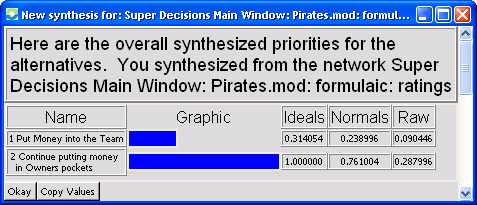 New synthesis for: Super Decisions Main Window: Pirates.mod: formul...
Here are the overall synthesized priorities for the
alternatives. You synthesized from the network Super
Decisions Main Window: Pirates.mod: formulaic: ratings
Name Graphic Ideals Normals Raw
1 Put Money into the Team 0.314054 0.238996 0.090446
2 Continue putting money
in Owners pockets 1.000000 0.761004 0.287996
Okay Copy Values